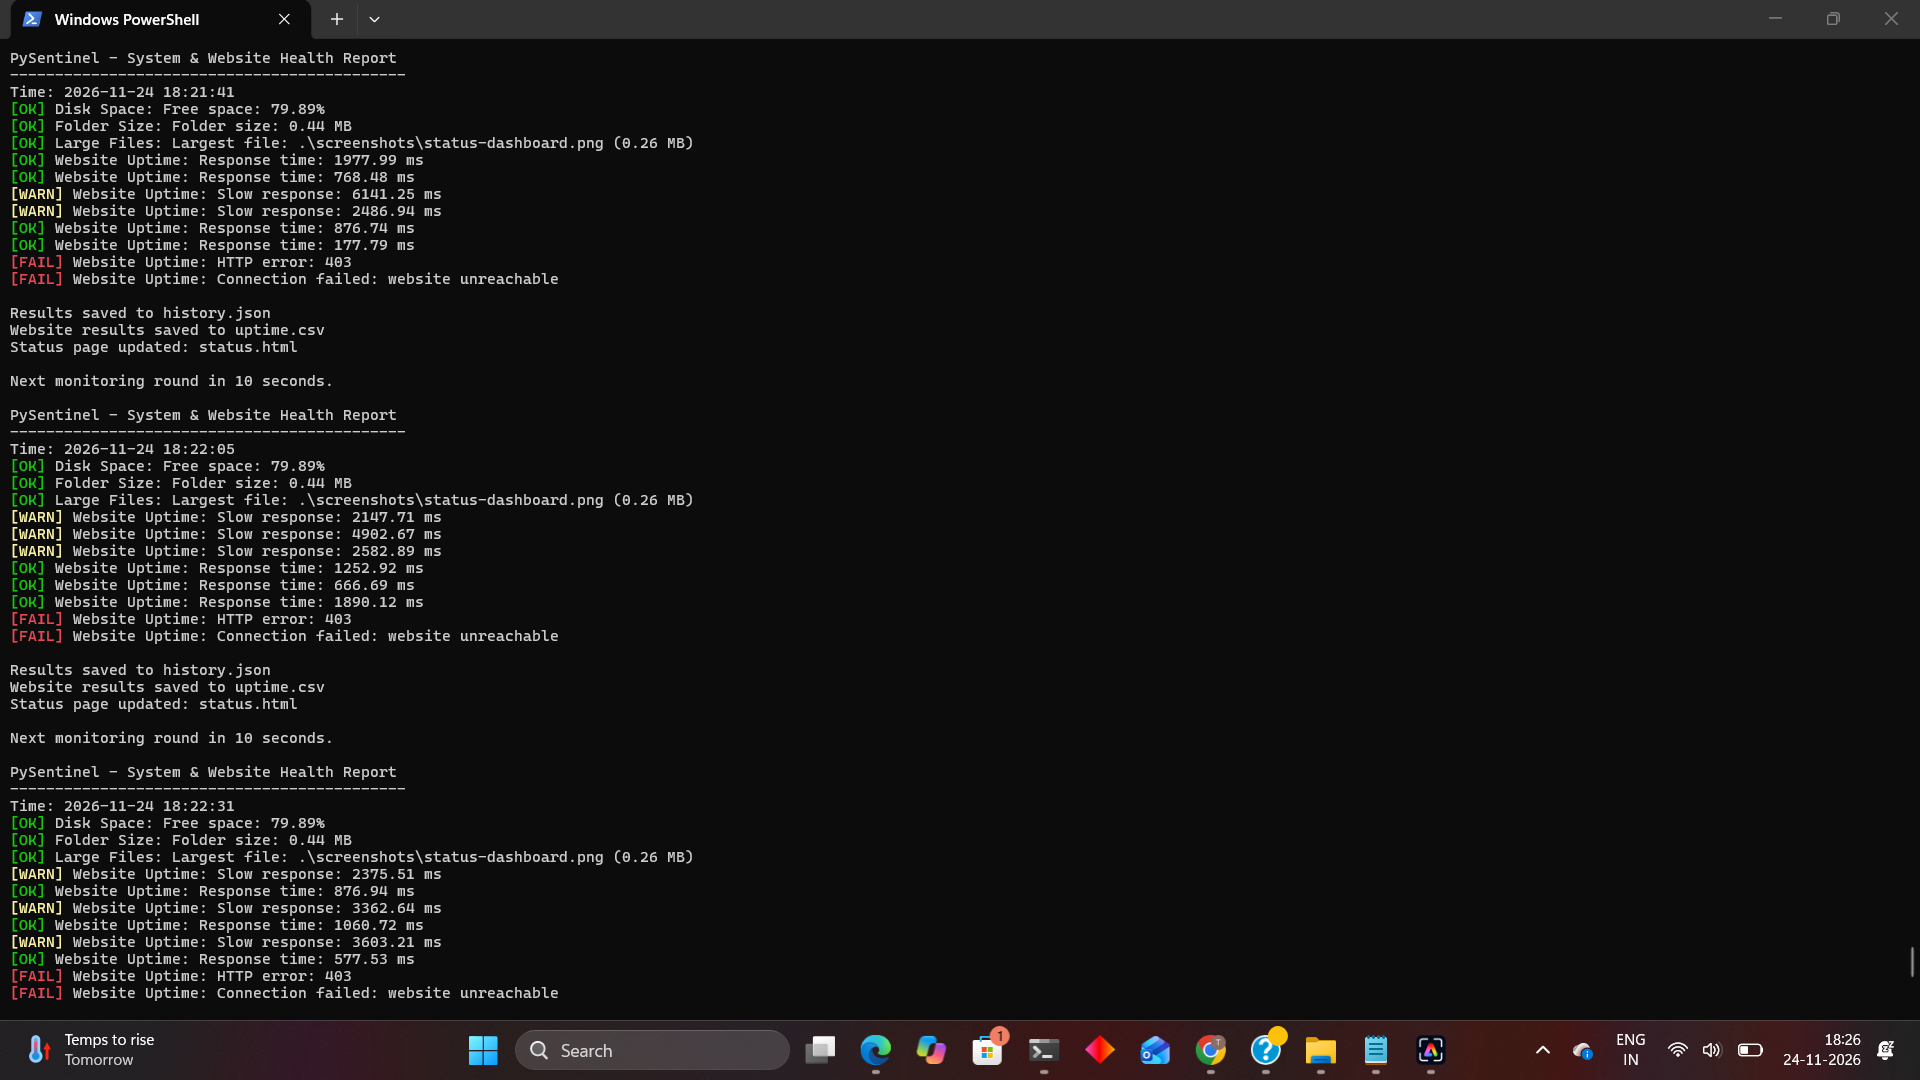 Windows PowerShell
PySentinel - System & Website Health Report
--------------------------------------------
Time: 2026-11-24 18:21:41
[OK] Disk Space: Free space: 79.89%
[OK] Folder Size: Folder size: 0.44 MB
[OK] Large Files: Largest file: .\screenshots\status-dashboard.png (0.26 MB)
[OK] Website Uptime: Response time: 1977.99 ms
[OK] Website Uptime: Response time: 768.48 ms
[WARN] Website Uptime: Slow response: 6141.25 ms
[WARN] Website Uptime: Slow response: 2486.94 ms
[OK] Website Uptime: Response time: 876.74 ms
[OK] Website Uptime: Response time: 177.79 ms
[FAIL] Website Uptime: HTTP error: 403
[FAIL] Website Uptime: Connection failed: website unreachable
Results saved to history.json
Website results saved to uptime.csv
Status page updated: status.html
Next monitoring round in 10 seconds.
PySentinel - System & Website Health Report
--------------------------------------------
Time: 2026-11-24 18:22:05
[OK] Disk Space: Free space: 79.89%
[OK] Folder Size: Folder size: 0.44 MB
[OK] Large Files: Largest file: .\screenshots\status-dashboard.png (0.26 MB)
[WARN] Website Uptime: Slow response: 2147.71 ms
[WARN] Website Uptime: Slow response: 4902.67 ms
[WARN] Website Uptime: Slow response: 2582.89 ms
[OK] Website Uptime: Response time: 1252.92 ms
[OK] Website Uptime: Response time: 666.69 ms
[OK] Website Uptime: Response time: 1890.12 ms
[FAIL] Website Uptime: HTTP error: 403
[FAIL] Website Uptime: Connection failed: website unreachable
Results saved to history.json
Website results saved to uptime.csv
Status page updated: status.html
Next monitoring round in 10 seconds.
PySentinel - System & Website Health Report
--------------------------------------------
Time: 2026-11-24 18:22:31
[OK] Disk Space: Free space: 79.89%
[OK] Folder Size: Folder size: 0.44 MB
[OK] Large Files: Largest file: .\screenshots\status-dashboard.png (0.26 MB)
[WARN] Website Uptime: Slow response: 2375.51 ms
[OK] Website Uptime: Response time: 876.94 ms
[WARN] Website Uptime: Slow response: 3362.64 ms
[OK] Website Uptime: Response time: 1060.72 ms
[WARN] Website Uptime: Slow response: 3603.21 ms
[OK] Website Uptime: Response time: 577.53 ms
[FAIL] Website Uptime: HTTP error: 403
[FAIL] Website Uptime: Connection failed: website unreachable
Temps to rise
Tomorrow
Search
1
T
ENG
IN
18:26
24-11-2026